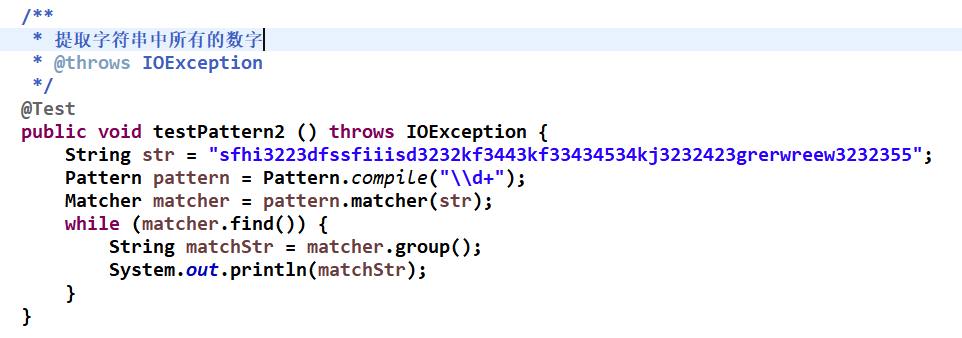 /**
 * 提取字符串中所有的数字
 * @throws IOException
 */
@Test
public void testPattern2 () throws IOException {
    String str = "sfhi3223dfssfiiisd3232kf3443kf33434534kj3232423grerwreew3232355";
    Pattern pattern = Pattern.compile("\\d+");
    Matcher matcher = pattern.matcher(str);
    while (matcher.find()) {
        String matchStr = matcher.group();
        System.out.println(matchStr);
    }
}